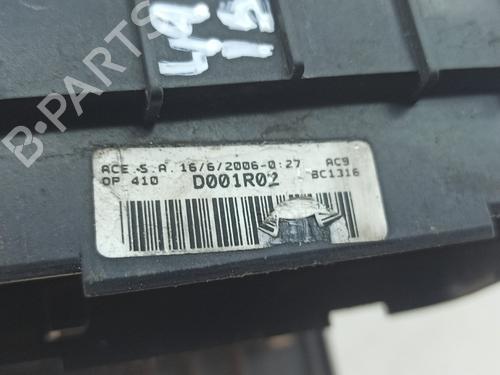 B-PARTS
ACE S.A. 16/6/2006-0:27 AC9
OP 410 D001R02 BC1316